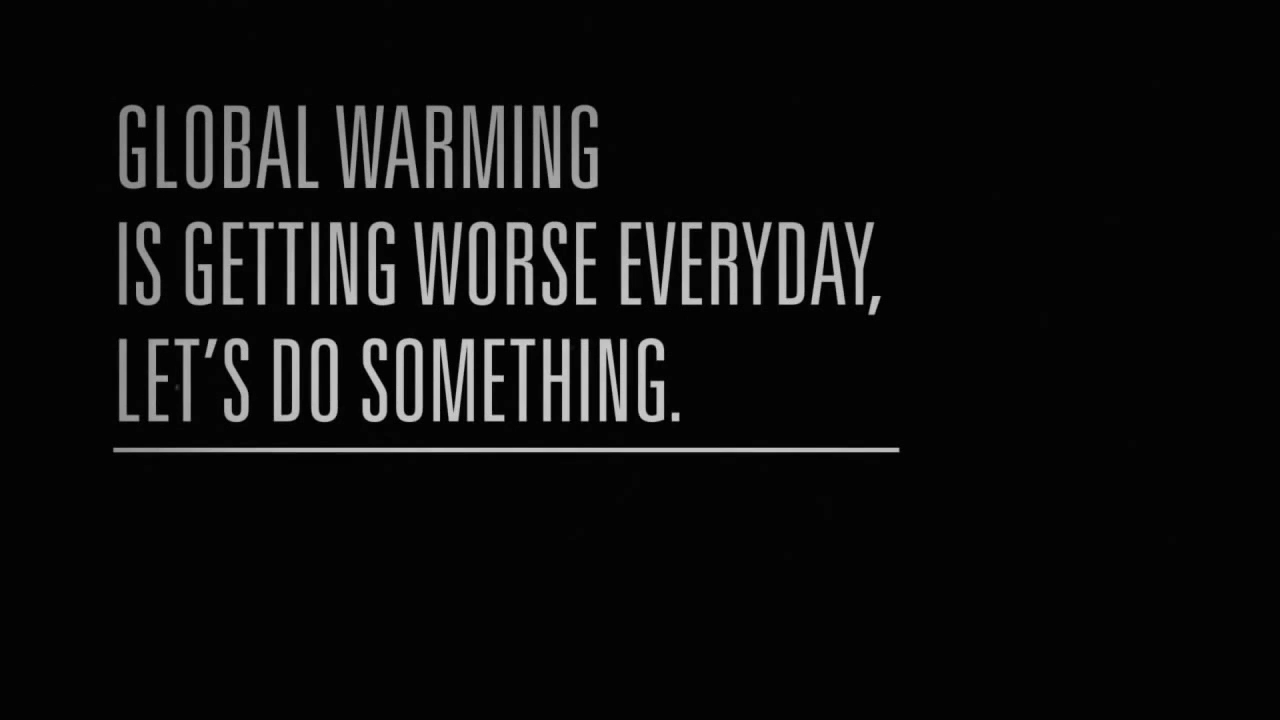 GLOBAL WARMING
IS GETTING WORSE EVERYDAY,
LET’S DO SOMETHING.